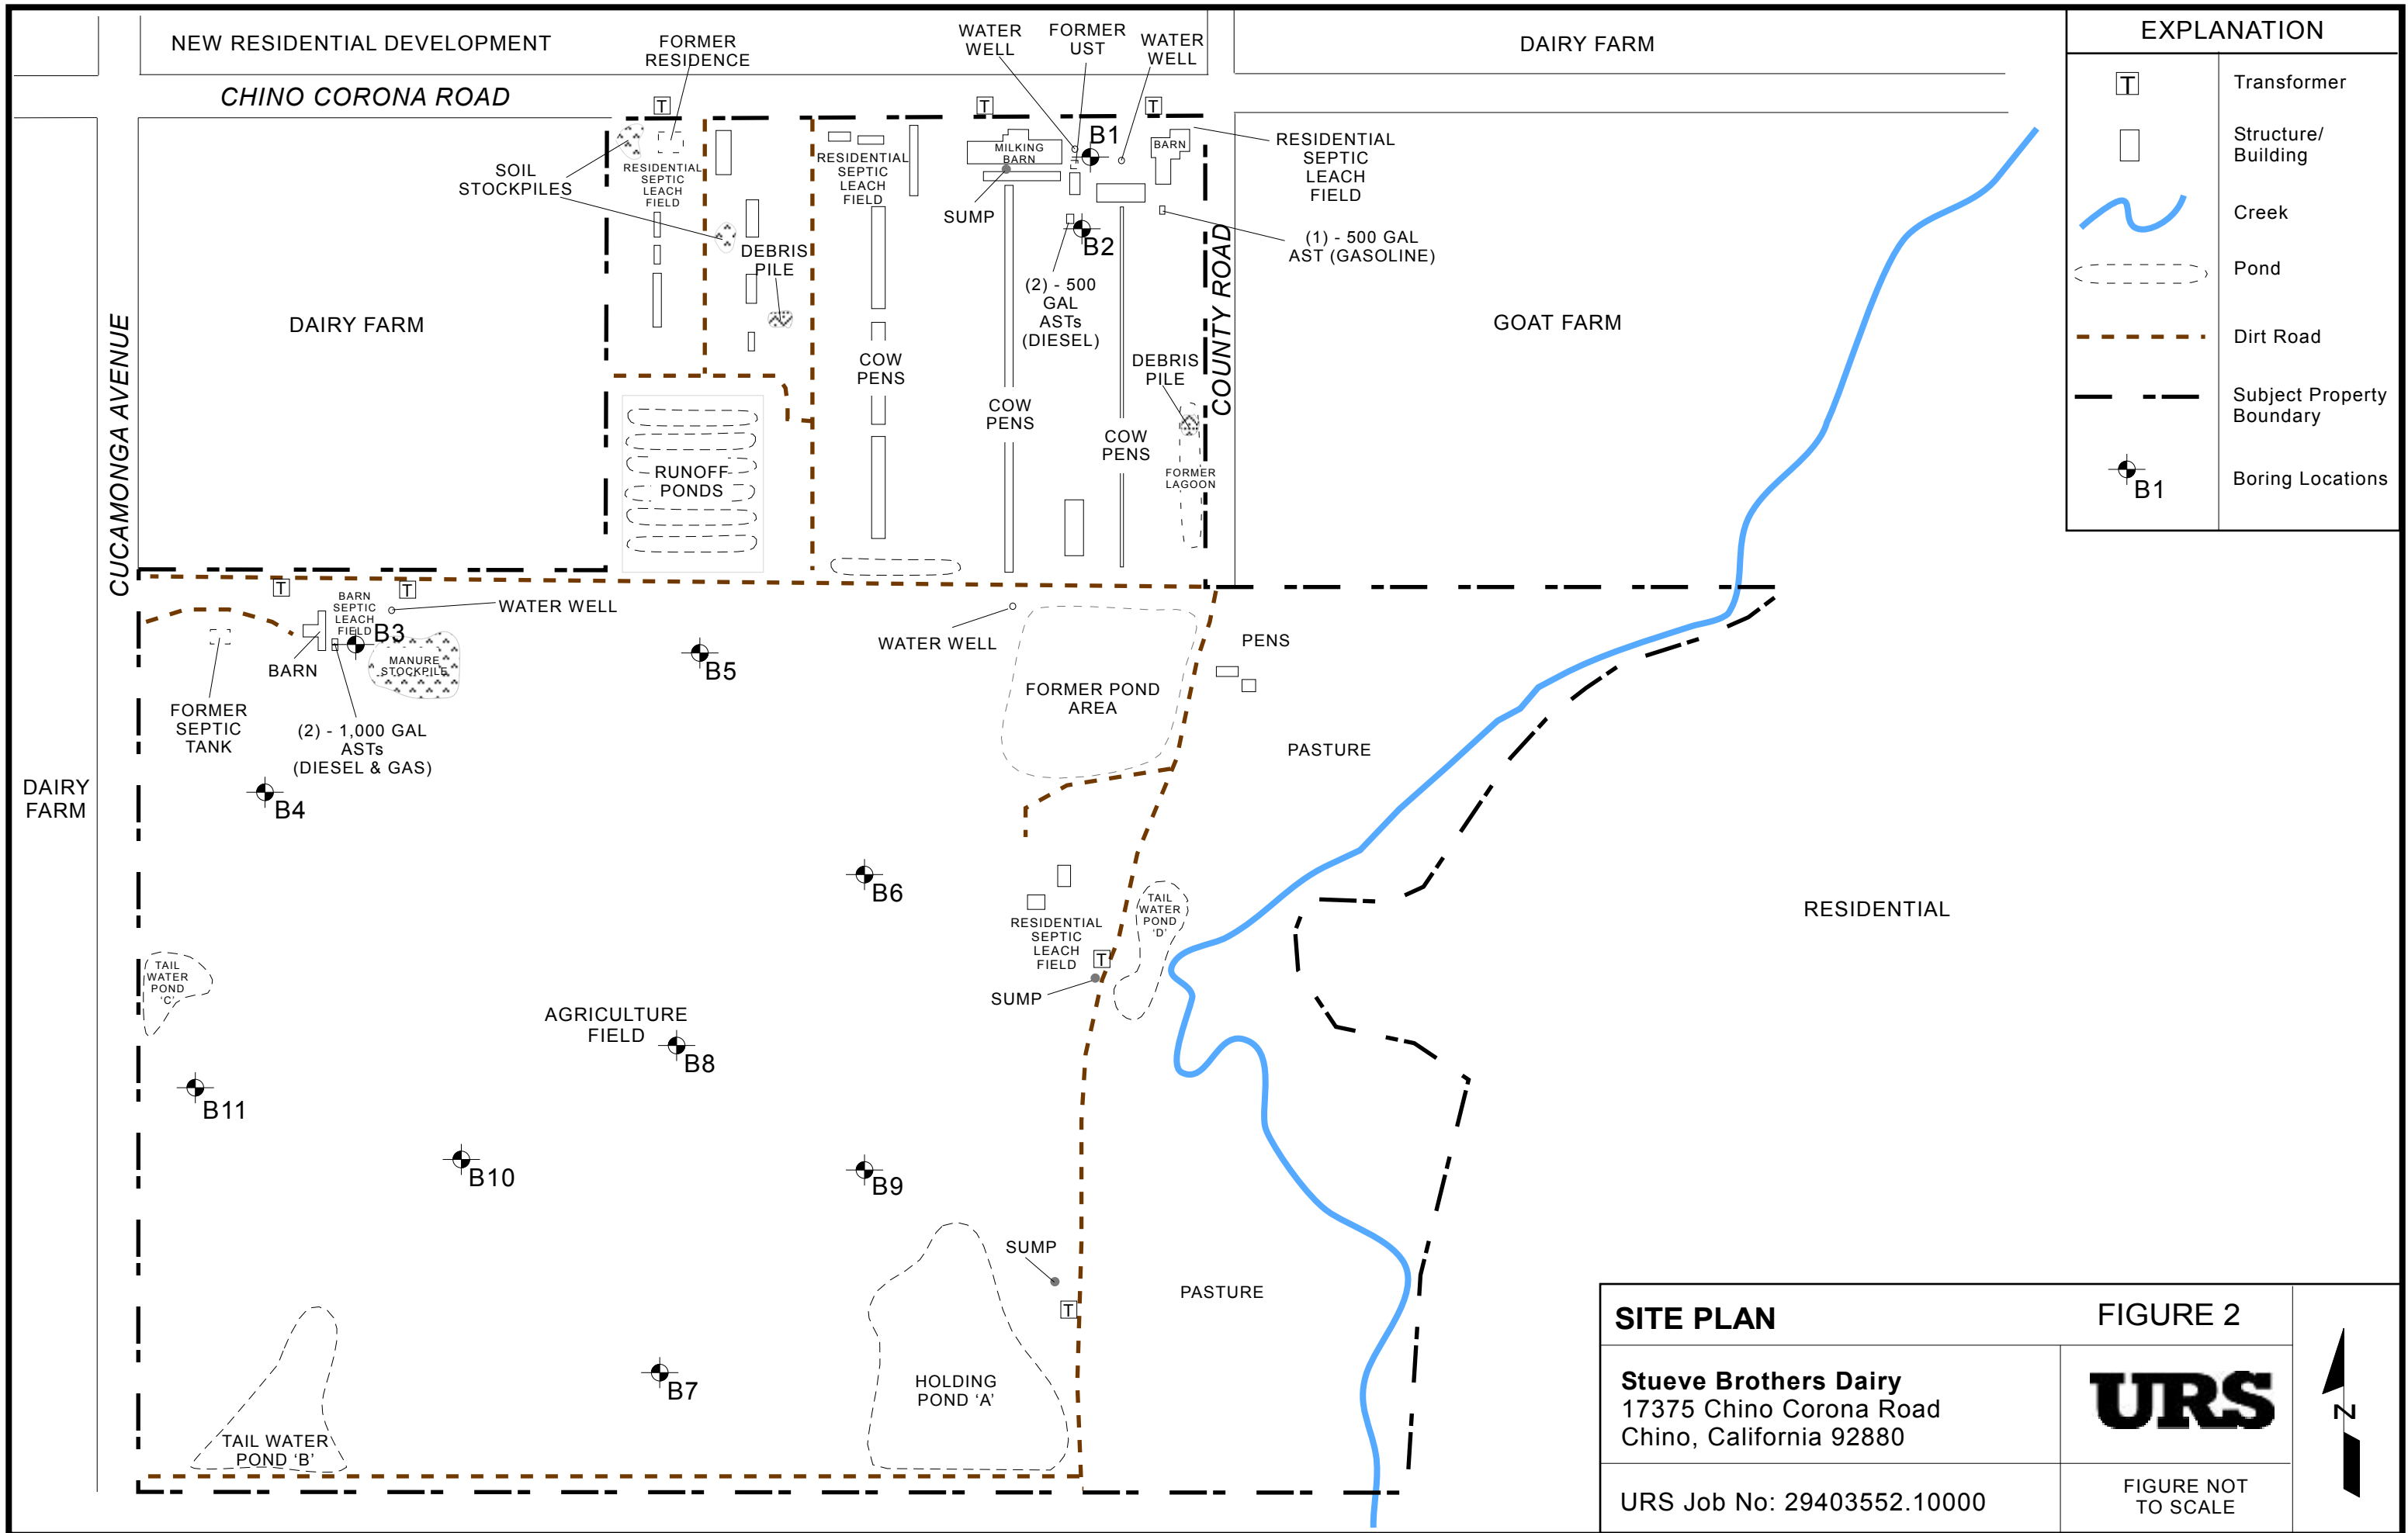 NEW RESIDENTIAL DEVELOPMENT
FORMER
RESIDENCE
WATER
WELL
FORMER
UST
WATER
WELL
DAIRY FARM
EXPLANATION
T
Transformer
Structure/
Building
Creek
Pond
Dirt Road
Subject Property
Boundary
B1
Boring Locations
CHINO CORONA ROAD
T
T
T
SOIL
STOCKPILES
RESIDENTIAL
SEPTIC
LEACH
FIELD
RESIDENTIAL
SEPTIC
LEACH
FIELD
MILKING
BARN
B1
BARN
RESIDENTIAL
SEPTIC
LEACH
FIELD
SUMP
B2
(1) - 500 GAL
AST (GASOLINE)
DEBRIS
PILE
(2) - 500
GAL
ASTs
(DIESEL)
COUNTY ROAD
CUCAMONGA AVENUE
DAIRY FARM
GOAT FARM
COW
PENS
DEBRIS
PILE
COW
PENS
COW
PENS
RUNOFF
PONDS
FORMER
LAGOON
T
T
BARN
SEPTIC
LEACH
FIELD
WATER WELL
B3
BARN
MANURE
STOCKPILE
B5
WATER WELL
PENS
FORMER POND
AREA
FORMER
SEPTIC
TANK
(2) - 1,000 GAL
ASTs
(DIESEL & GAS)
PASTURE
DAIRY
FARM
B4
B6
RESIDENTIAL
SEPTIC
LEACH
FIELD
TAIL
WATER
POND
'D'
T
RESIDENTIAL
TAIL
WATER
POND
'C'
SUMP
AGRICULTURE
FIELD
B8
B11
B10
B9
SUMP
T
PASTURE
B7
HOLDING
POND 'A'
TAIL WATER
POND 'B'
SITE PLAN
FIGURE 2
Stueve Brothers Dairy
17375 Chino Corona Road
Chino, California 92880
URS
N
URS Job No: 29403552.10000
FIGURE NOT
TO SCALE